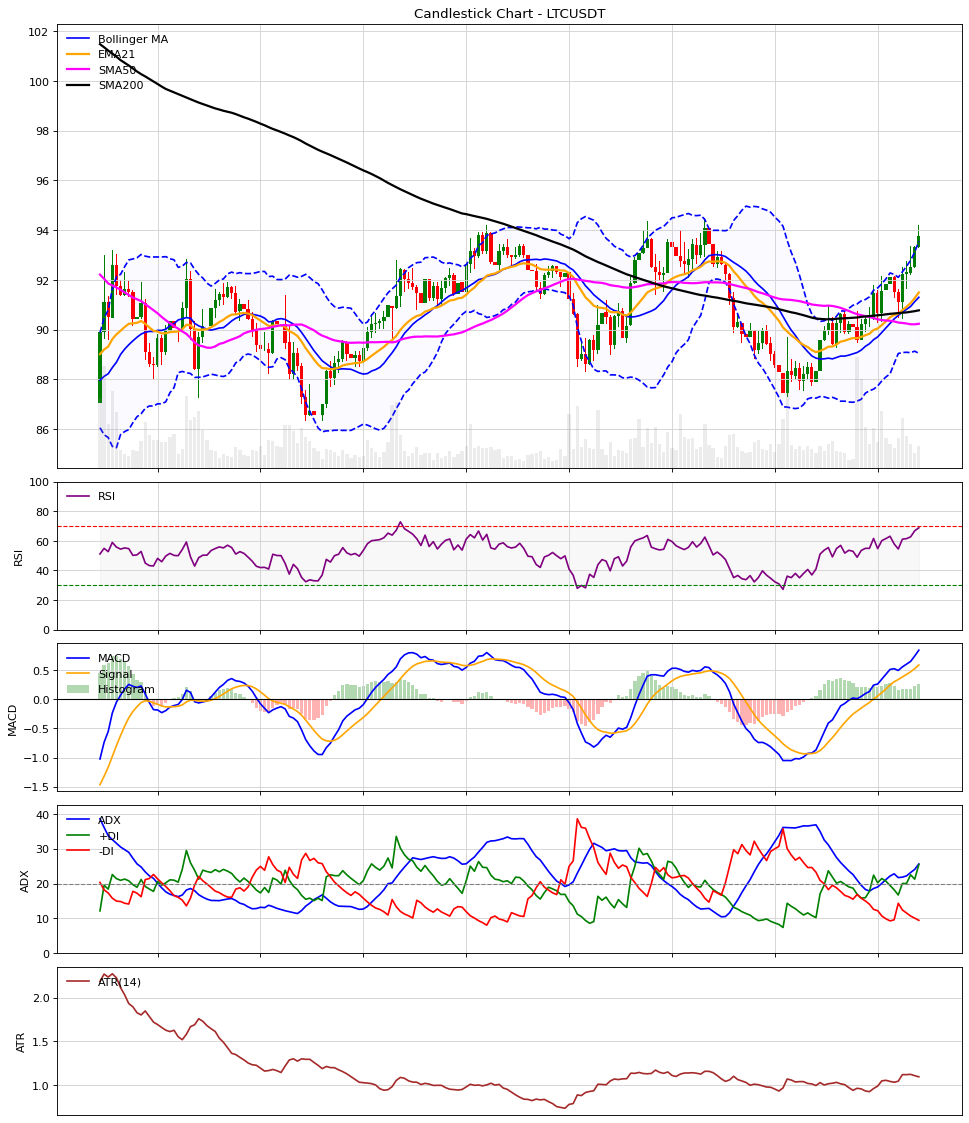 Candlestick Chart - LTCUSDT
102
100
98
96
94
92
90
88
86
Bollinger MA
EMA21
SMA50
SMA200
RSI
100
80
60
40
20
0
RSI
MACD
0.5
0.0
−0.5
−1.0
−1.5
MACD
Signal
Histogram
ADX
40
30
20
10
0
ADX
+DI
-DI
ATR
2.0
1.5
1.0
ATR(14)